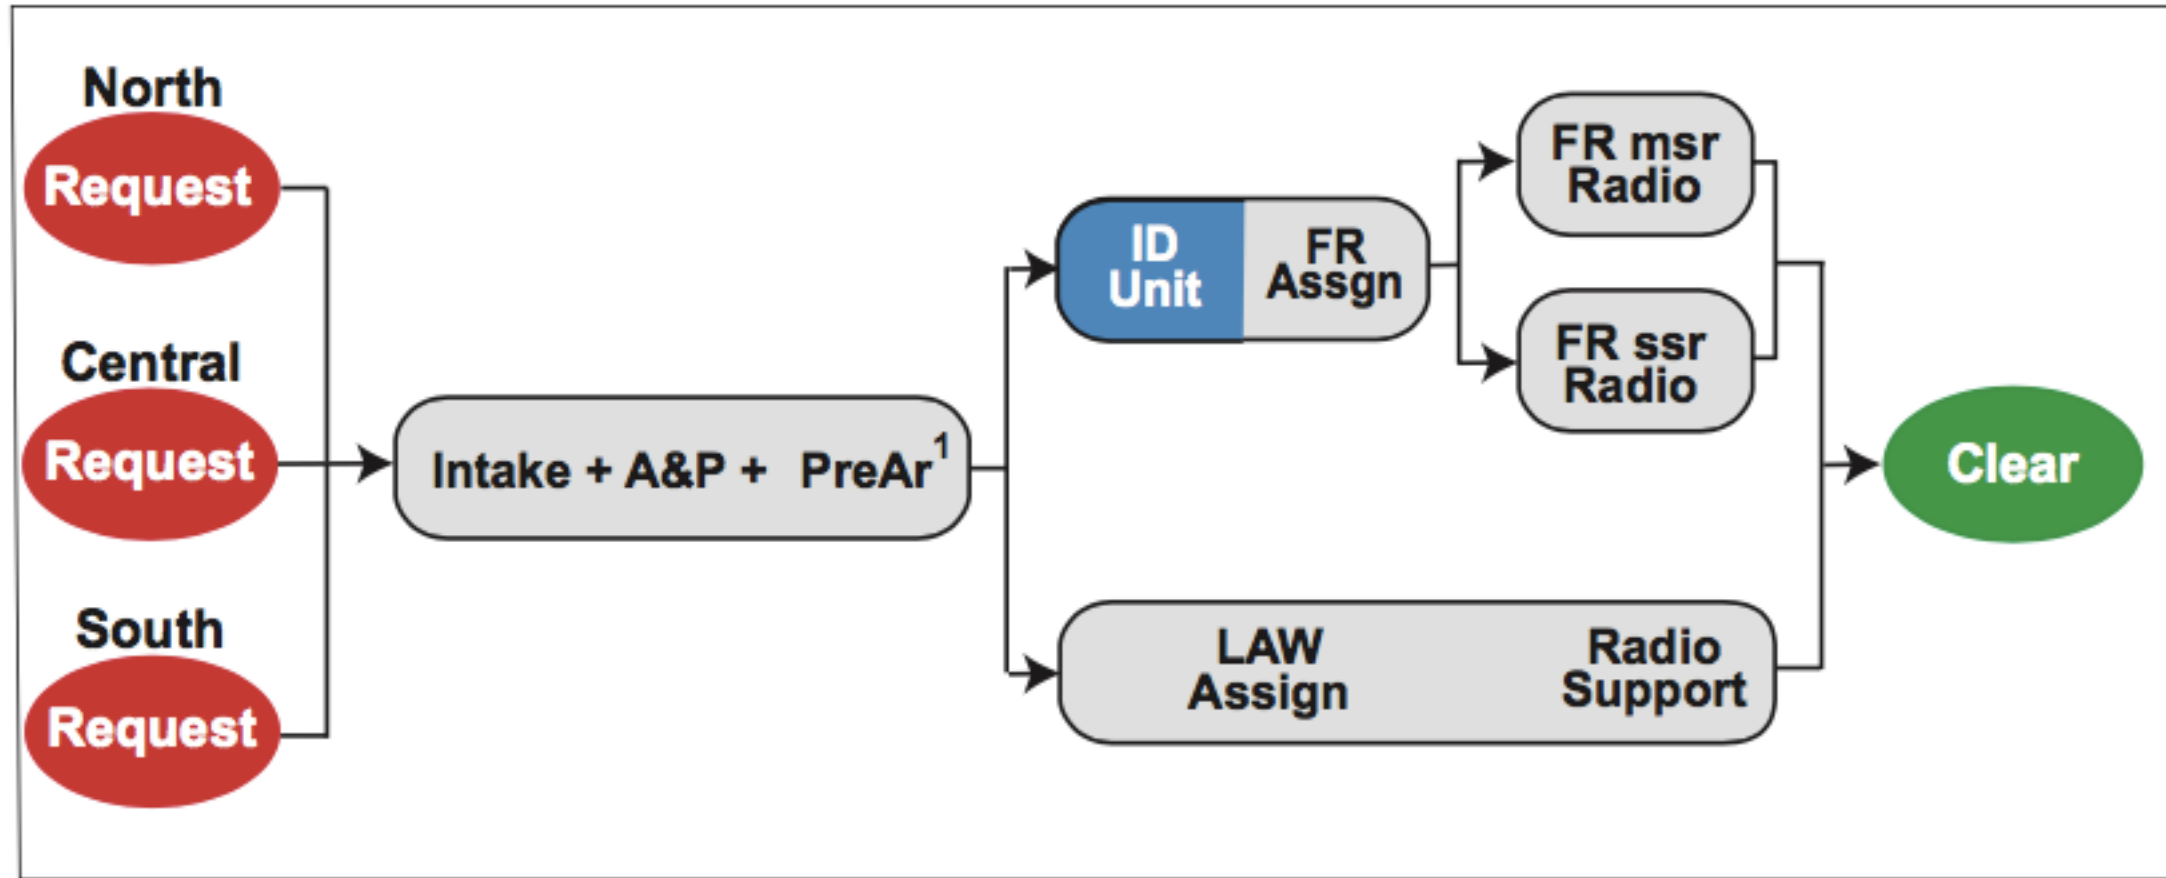 North
Request
Central
Request
South
Request
Intake + A&P + PreAr¹
ID
Unit
FR
Assgn
FR msr
Radio
FR ssr
Radio
LAW
Assign
Radio
Support
Clear